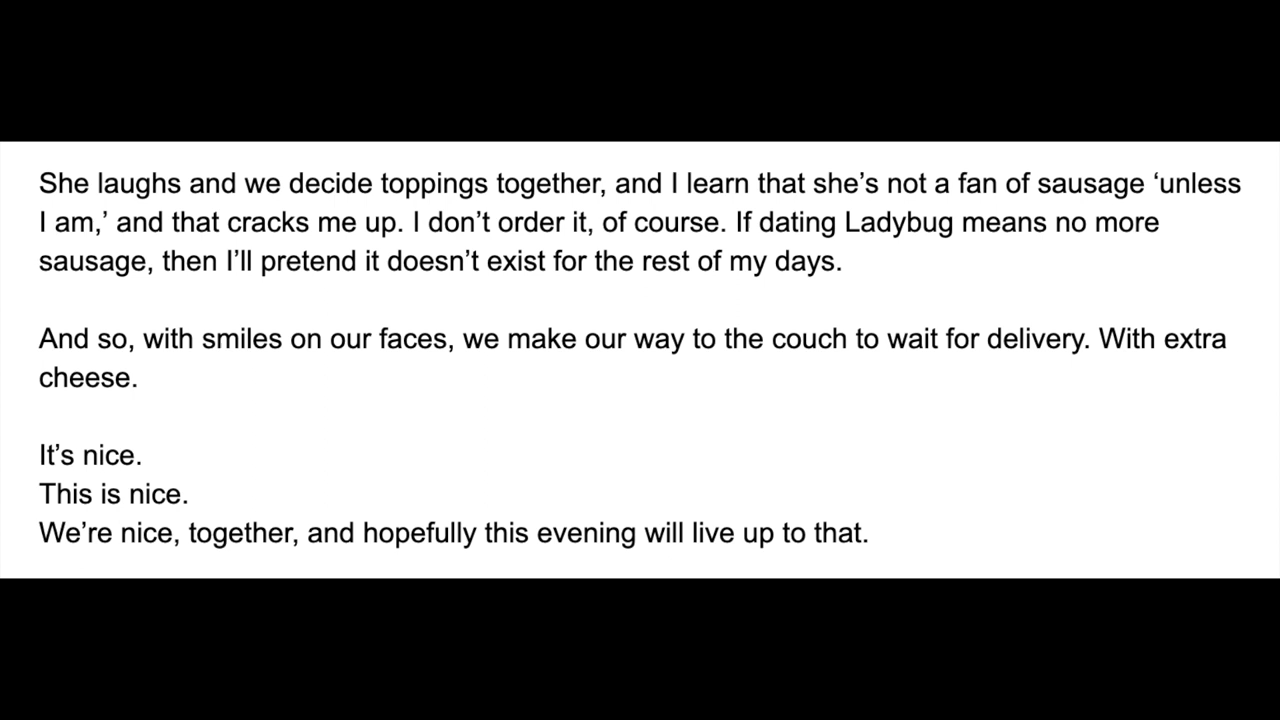 She laughs and we decide toppings together, and I learn that she’s not a fan of sausage ‘unless
I am,’ and that cracks me up. I don’t order it, of course. If dating Ladybug means no more
sausage, then I’ll pretend it doesn’t exist for the rest of my days.
And so, with smiles on our faces, we make our way to the couch to wait for delivery. With extra
cheese.
It’s nice.
This is nice.
We’re nice, together, and hopefully this evening will live up to that.